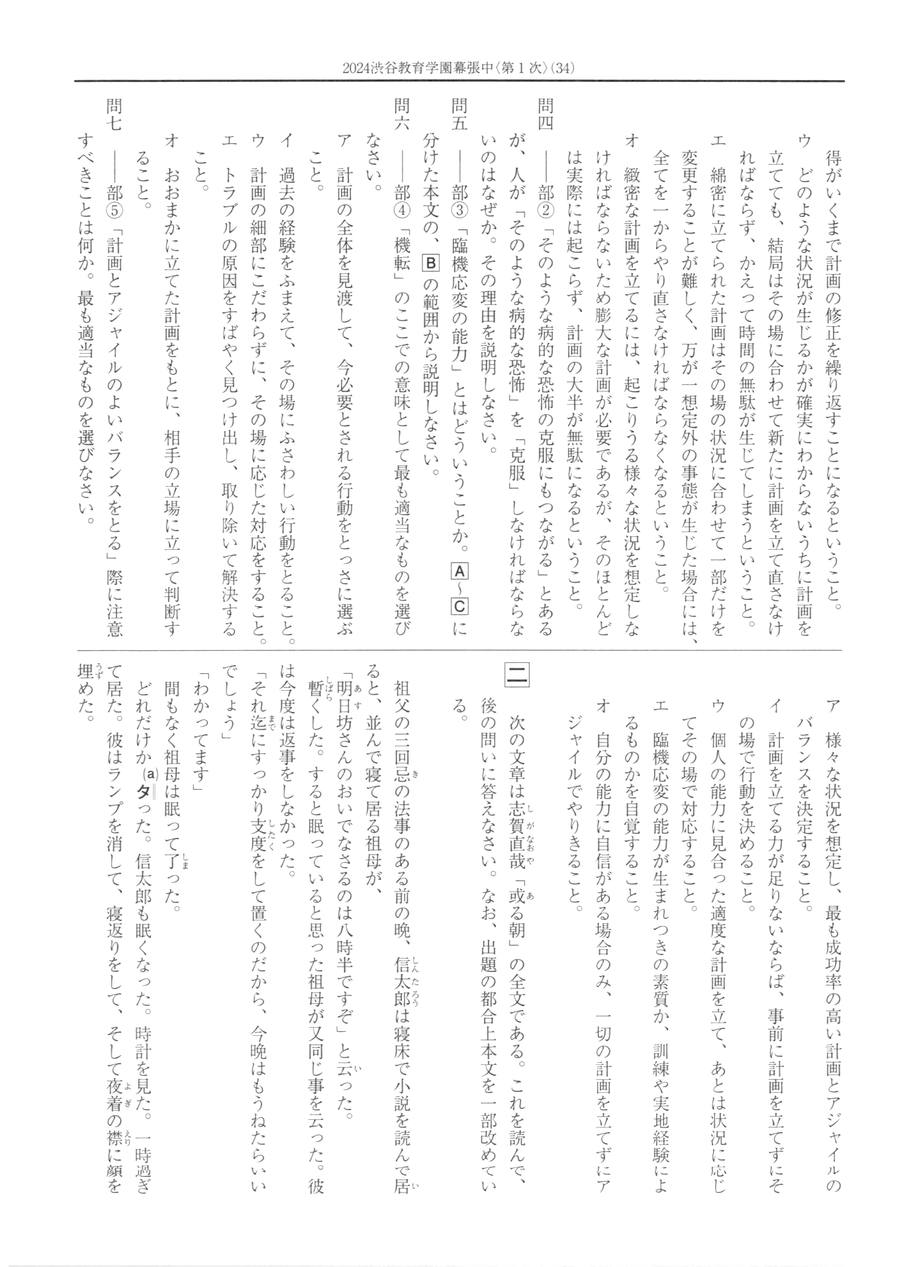 2024渋谷教育学園幕張中〈第1次〉(34)
得がいくまで計画の修正を繰り返すことになるということ。
ウ どのような状況が生じるかが確実にわからないうちに計画を
立てても、結局はその場に合わせて新たに計画を立て直さなけ
ればならず、かえって時間の無駄が生じてしまうということ。
エ 綿密に立てられた計画はその場の状況に合わせて一部だけを
変更することが難しく、万が一想定外の事態が生じた場合には、
全てを一からやり直さなければならなくなるということ。
オ 緻密な計画を立てるには、起こりうる様々な状況を想定しな
ければならないため膨大な計画が必要であるが、そのほとんど
は実際には起こらず、計画の大半が無駄になるということ。
問四 ――部②「そのような病的な恐怖の克服にもつながる」とある
が、人が「そのような病的な恐怖」を「克服」しなければならな
いのはなぜか。その理由を説明しなさい。
問五 ――部③「臨機応変の能力」とはどういうことか。A~Cに
分けた本文の、Bの範囲から説明しなさい。
問六 ――部④「機転」のここでの意味として最も適当なものを選び
なさい。
ア 計画の全体を見渡して、今必要とされる行動をとっさに選ぶ
こと。
イ 過去の経験をふまえて、その場にふさわしい行動をとること。
ウ 計画の細部にこだわらずに、その場に応じた対応をすること。
エ トラブルの原因をすばやく見つけ出し、取り除いて解決する
こと。
オ おおまかに立てた計画をもとに、相手の立場に立って判断す
ること。
問七 ――部⑤「計画とアジャイルのよいバランスをとる」際に注意
すべきことは何か。最も適当なものを選びなさい。
ア 様々な状況を想定し、最も成功率の高い計画とアジャイルの
バランスを決定すること。
イ 計画を立てる力が足りないならば、事前に計画を立てずにそ
の場で行動を決めること。
ウ 個人の能力に見合った適度な計画を立て、あとは状況に応じ
てその場で対応すること。
エ 臨機応変の能力が生まれつきの素質か、訓練や実地経験によ
るものかを自覚すること。
オ 自分の能力に自信がある場合のみ、一切の計画を立てずにア
ジャイルでやりきること。
二 次の文章は志賀直哉「或る朝」の全文である。これを読んで、
後の問いに答えなさい。なお、出題の都合上本文を一部改めてい
る。
祖父の三回忌の法事のある前の晩、信太郎は寝床で小説を読んで居
ると、並んで寝て居る祖母が、
「明日坊さんのおいでなさるのは八時半ですぞ」と云った。
暫くした。すると眠っていると思った祖母が又同じ事を云った。彼
は今度は返事をしなかった。
「それ迄にすっかり支度をして置くのだから、今晩はもうねたらいい
でしょう」
「わかってます」
間もなく祖母は眠って了った。
どれだけか(a)タった。信太郎も眠くなった。時計を見た。一時過ぎ
て居た。彼はランプを消して、寝返りをして、そして夜着の襟に顔を
埋めた。